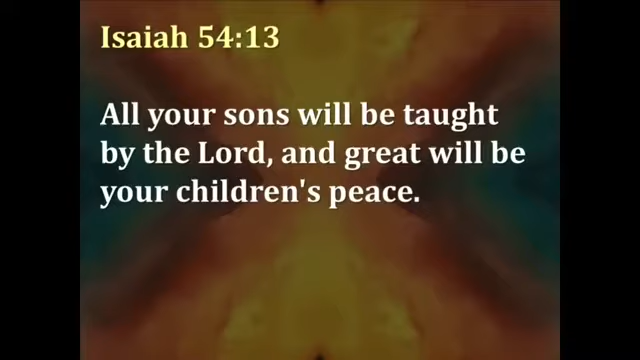 Isaiah 54:13
All your sons will be taught
by the Lord, and great will be
your children's peace.